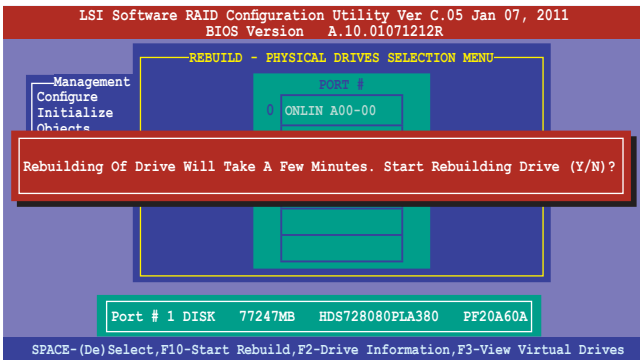 LSI Software RAID Configuration Utility Ver C.05 Jan 07, 2011
BIOS Version A.10.01071212R
REBUILD - PHYSICAL DRIVES SELECTION MENU
Management
PORT #
Configure
0 ONLIN A00-00
Initialize
Objects
Rebuilding Of Drive Will Take A Few Minutes. Start Rebuilding Drive (Y/N)?
Port # 1 DISK 77247MB HDS728080PLA380 PF20A60A
SPACE-(De)Select,F10-Start Rebuild,F2-Drive Information,F3-View Virtual Drives